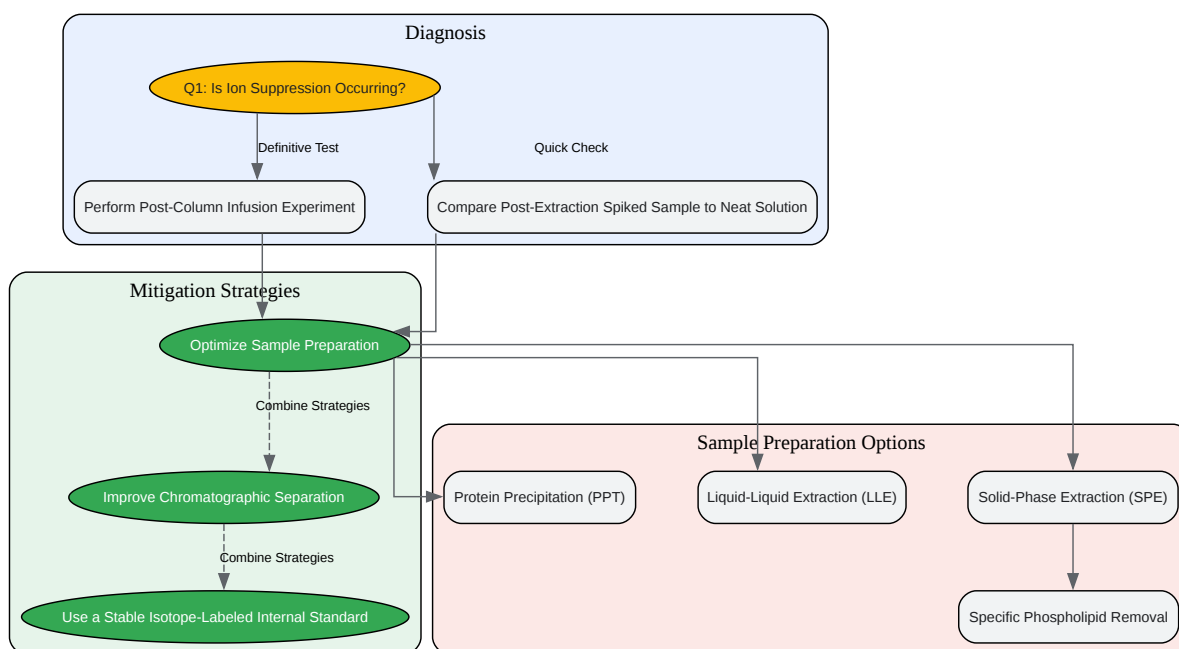 Diagnosis
Q1: Is Ion Suppression Occurring?
Definitive Test
Quick Check
Perform Post-Column Infusion Experiment
Compare Post-Extraction Spiked Sample to Neat Solution
Mitigation Strategies
Optimize Sample Preparation
Combine Strategies
Improve Chromatographic Separation
Combine Strategies
Use a Stable Isotope-Labeled Internal Standard
Sample Preparation Options
Protein Precipitation (PPT)
Liquid-Liquid Extraction (LLE)
Solid-Phase Extraction (SPE)
Specific Phospholipid Removal